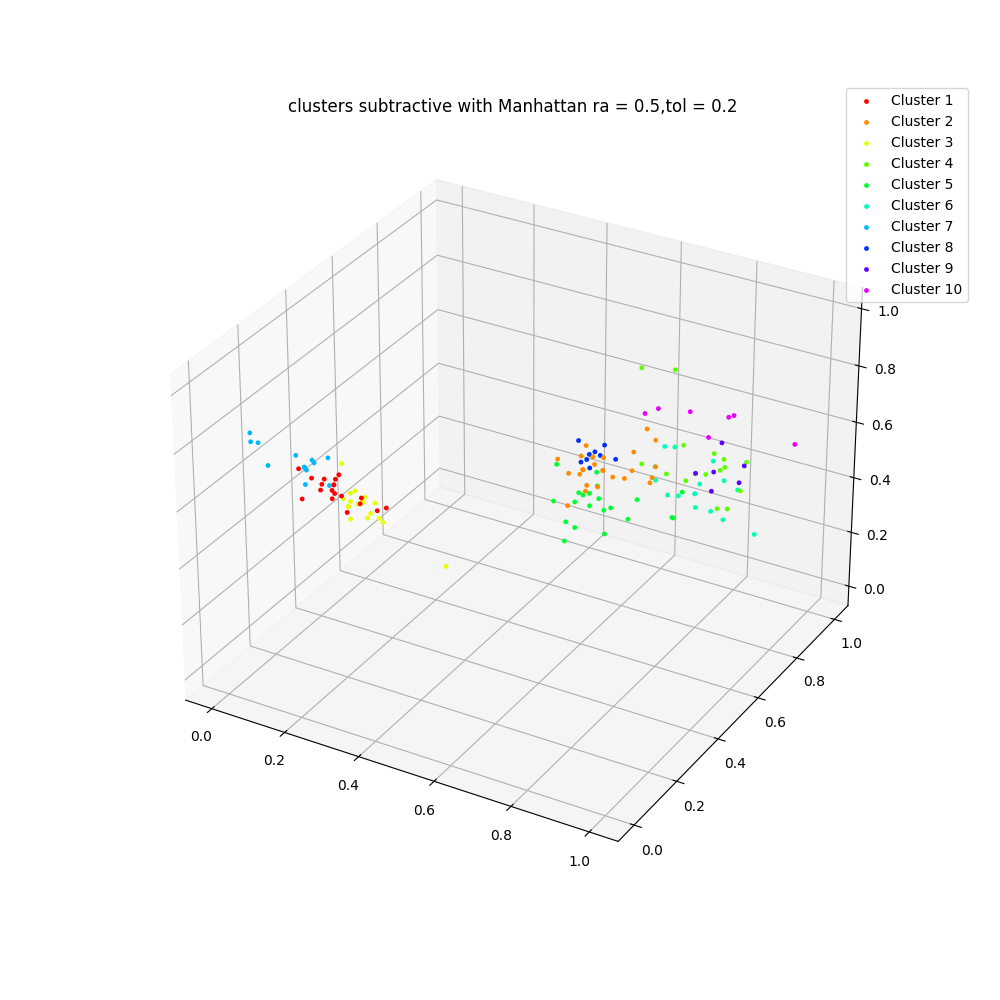 clusters subtractive with Manhattan ra = 0.5,tol = 0.2
Cluster 1
Cluster 2
Cluster 3
Cluster 4
Cluster 5
Cluster 6
Cluster 7
Cluster 8
Cluster 9
Cluster 10
1.0
0.8
0.6
0.4
0.2
0.0
1.0
0.8
0.6
0.4
0.2
0.0
0.0
0.2
0.4
0.6
0.8
1.0